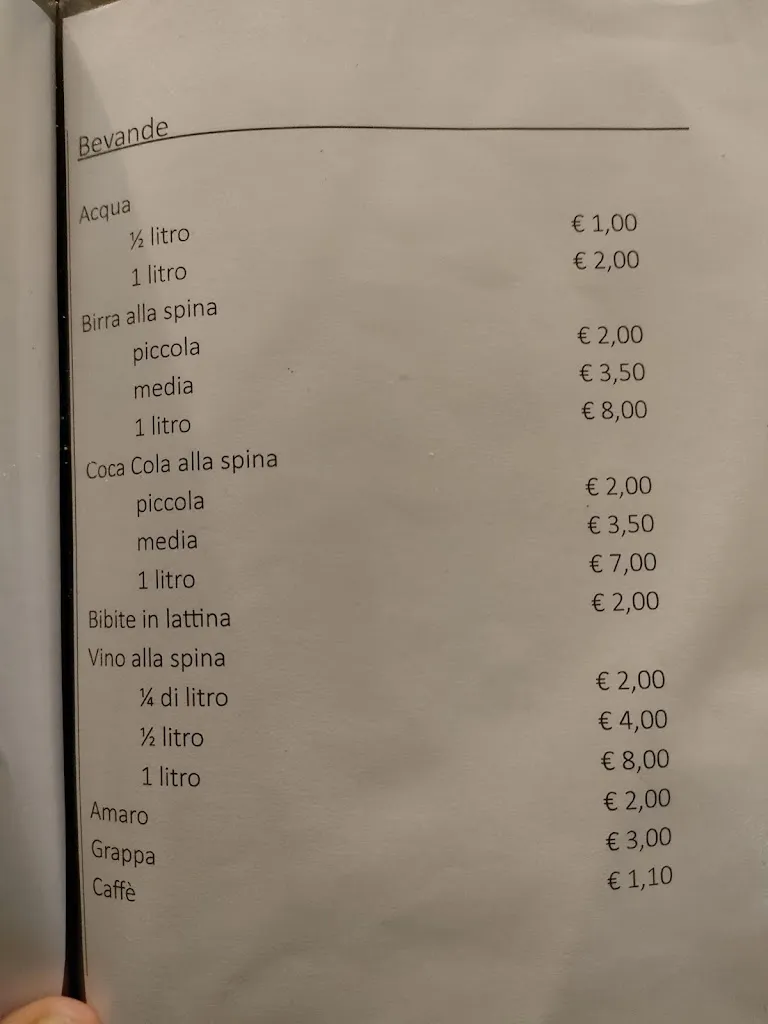 Bevande
Acqua
½ litro € 1,00
1 litro € 2,00
Birra alla spina
piccola € 2,00
media € 3,50
1 litro € 8,00
Coca Cola alla spina
piccola € 2,00
media € 3,50
1 litro € 7,00
Bibite in lattina € 2,00
Vino alla spina
¼ di litro € 2,00
½ litro € 4,00
1 litro € 8,00
Amaro € 2,00
Grappa € 3,00
Caffè € 1,10